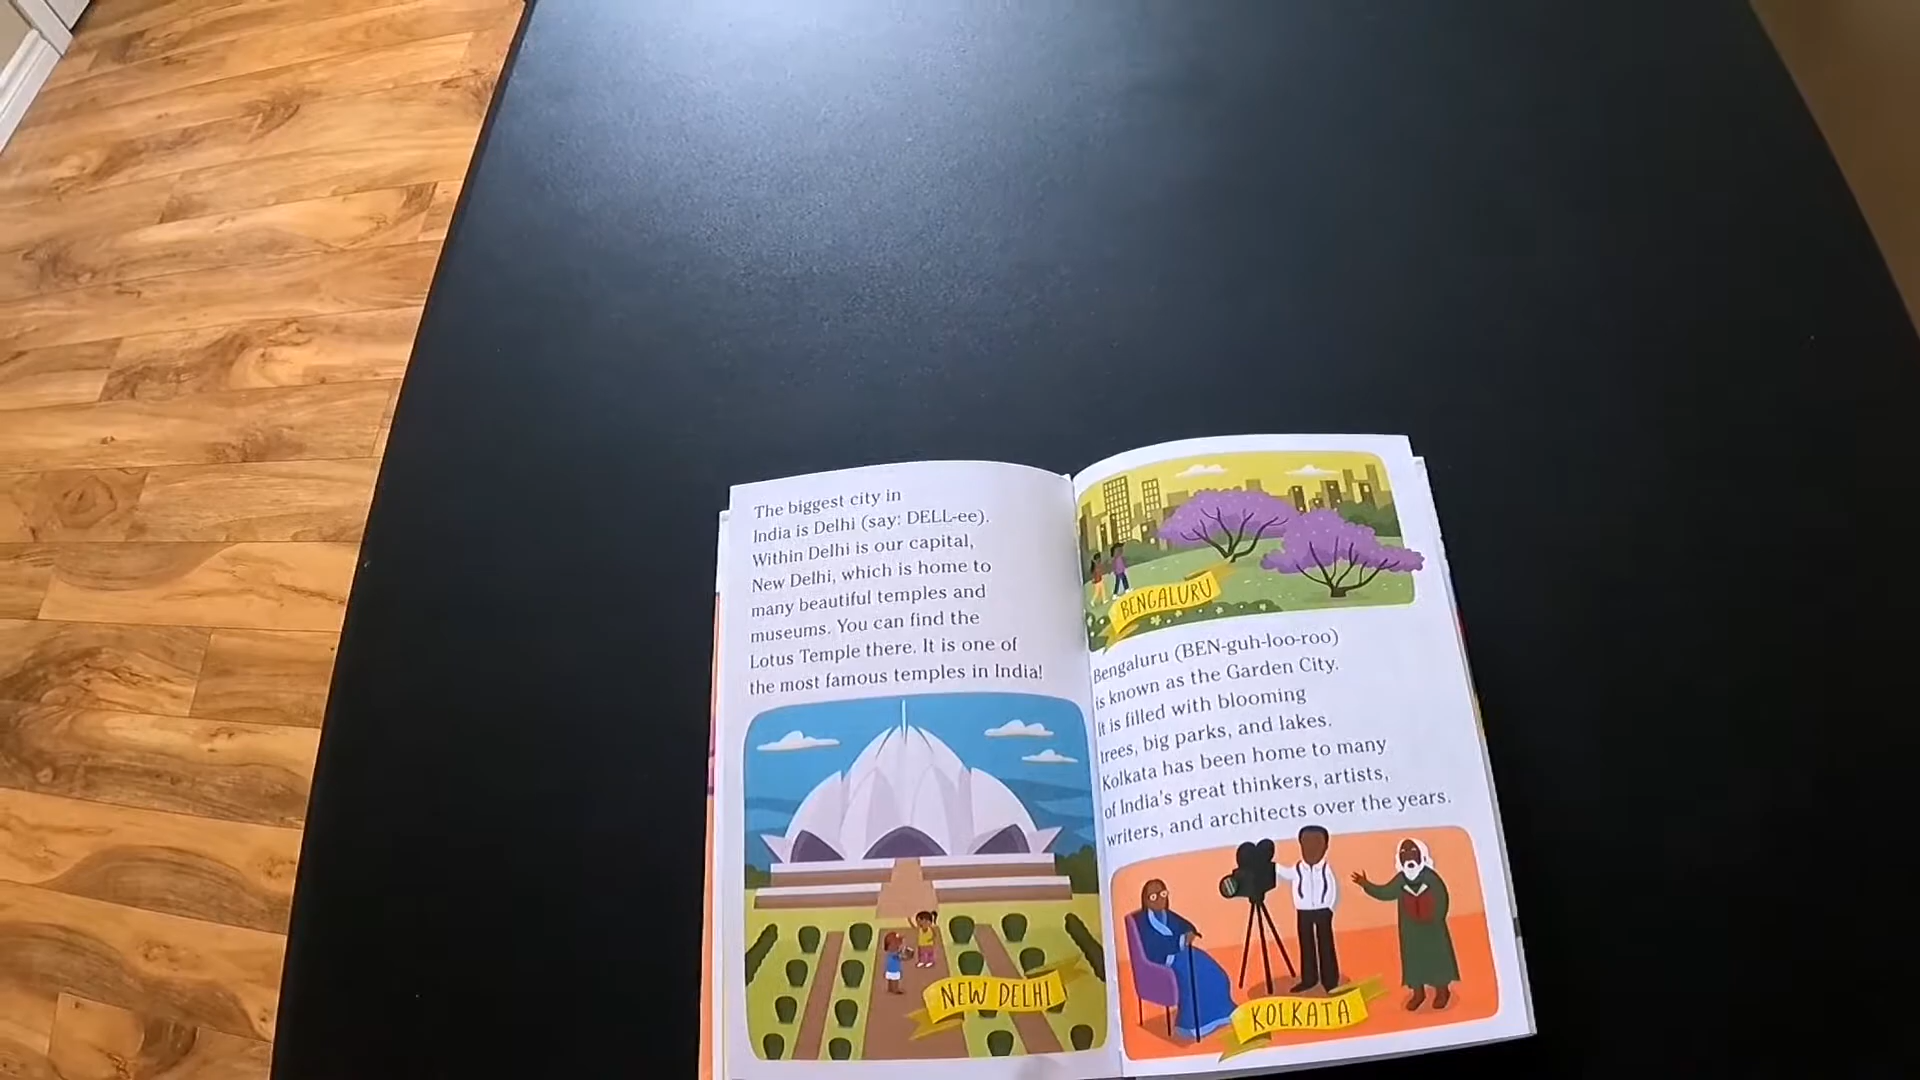 The biggest city in
India is Delhi (say: DELL-ee).
Within Delhi is our capital,
New Delhi, which is home to
many beautiful temples and
museums. You can find the
Lotus Temple there. It is one of
the most famous temples in India!
NEW DELHI
BENGALURU
Bengaluru (BEN-guh-loo-roo)
is known as the Garden City.
It is filled with blooming
trees, big parks, and lakes.
Kolkata has been home to many
of India's great thinkers, artists,
writers, and architects over the years.
KOLKATA